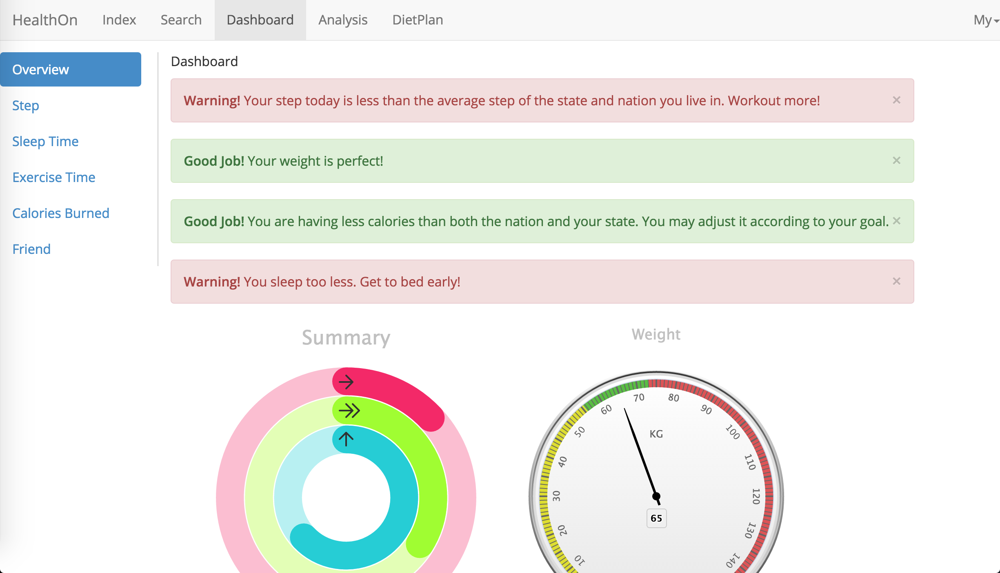 HealthOn Index Search Dashboard Analysis DietPlan My
Overview
Step
Sleep Time
Exercise Time
Calories Burned
Friend
Dashboard
Warning! Your step today is less than the average step of the state and nation you live in. Workout more! ×
Good Job! Your weight is perfect! ×
Good Job! You are having less calories than both the nation and your state. You may adjust it according to your goal. ×
Warning! You sleep too less. Get to bed early! ×
Summary
Weight
10
20
30
40
50
60
70
80
90
100
110
120
130
140
KG
65